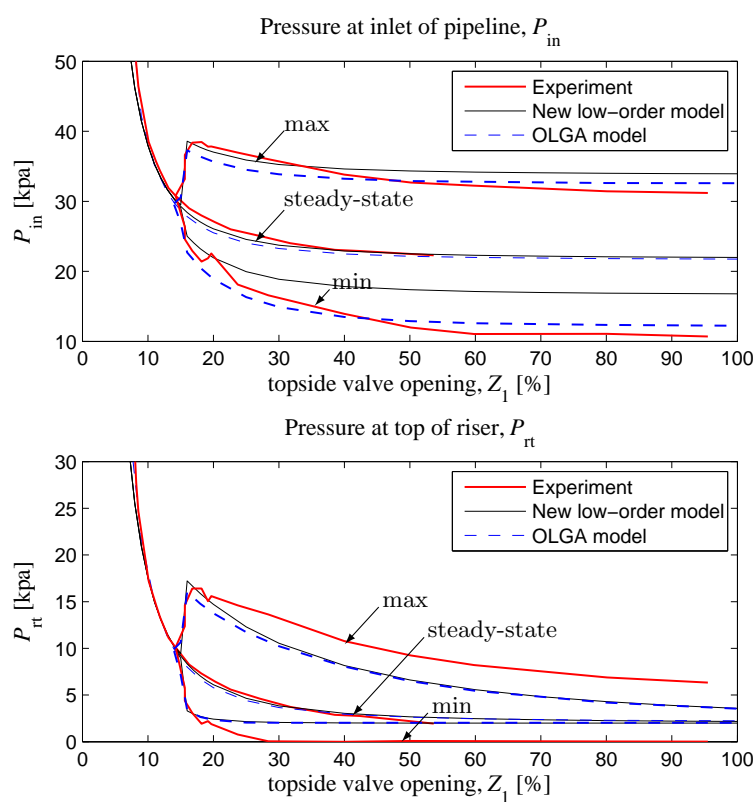 Pressure at inlet of pipeline, P_in
50
40
30
20
10
P_in [kpa]
Experiment
New low−order model
OLGA model
max
steady-state
min
0 10 20 30 40 50 60 70 80 90 100
topside valve opening, Z_1 [%]
Pressure at top of riser, P_rt
30
25
20
15
10
5
0
P_rt [kpa]
Experiment
New low−order model
OLGA model
max
steady-state
min
0 10 20 30 40 50 60 70 80 90 100
topside valve opening, Z_1 [%]